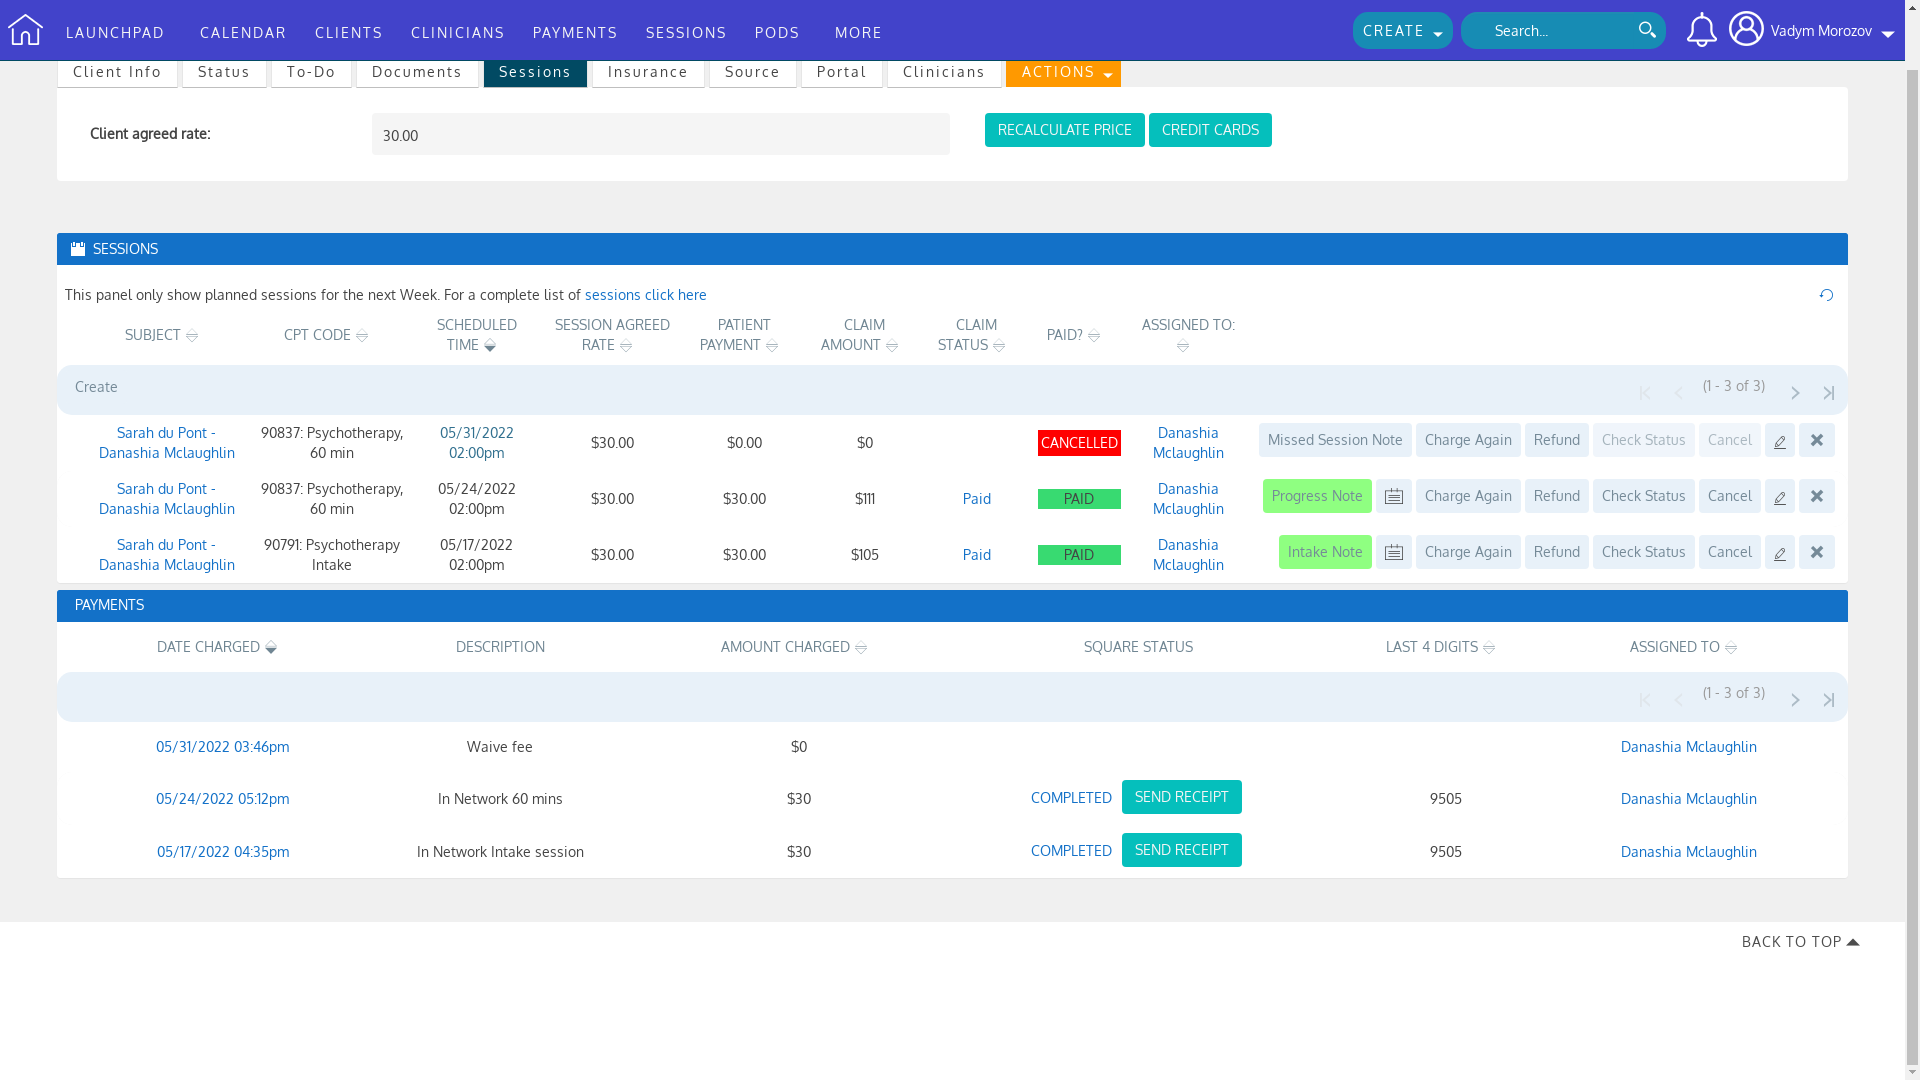 LAUNCHPAD CALENDAR CLIENTS CLINICIANS PAYMENTS SESSIONS PODS MORE CREATE Search... Vadym Morozov
Client Info Status To-Do Documents Sessions Insurance Source Portal Clinicians ACTIONS
Client agreed rate: 30.00 RECALCULATE PRICE CREDIT CARDS
SESSIONS
This panel only show planned sessions for the next Week. For a complete list of sessions click here
SUBJECT CPT CODE SCHEDULED TIME SESSION AGREED RATE PATIENT PAYMENT CLAIM AMOUNT CLAIM STATUS PAID? ASSIGNED TO:
Create (1 - 3 of 3)
Sarah du Pont - Danashia Mclaughlin 90837: Psychotherapy, 60 min 05/31/2022 02:00pm $30.00 $0.00 $0 CANCELLED Danashia Mclaughlin Missed Session Note Charge Again Refund Check Status Cancel
Sarah du Pont - Danashia Mclaughlin 90837: Psychotherapy, 60 min 05/24/2022 02:00pm $30.00 $30.00 $111 Paid PAID Danashia Mclaughlin Progress Note Charge Again Refund Check Status Cancel
Sarah du Pont - Danashia Mclaughlin 90791: Psychotherapy Intake 05/17/2022 02:00pm $30.00 $30.00 $105 Paid PAID Danashia Mclaughlin Intake Note Charge Again Refund Check Status Cancel
PAYMENTS
DATE CHARGED DESCRIPTION AMOUNT CHARGED SQUARE STATUS LAST 4 DIGITS ASSIGNED TO
(1 - 3 of 3)
05/31/2022 03:46pm Waive fee $0 Danashia Mclaughlin
05/24/2022 05:12pm In Network 60 mins $30 COMPLETED SEND RECEIPT 9505 Danashia Mclaughlin
05/17/2022 04:35pm In Network Intake session $30 COMPLETED SEND RECEIPT 9505 Danashia Mclaughlin
BACK TO TOP